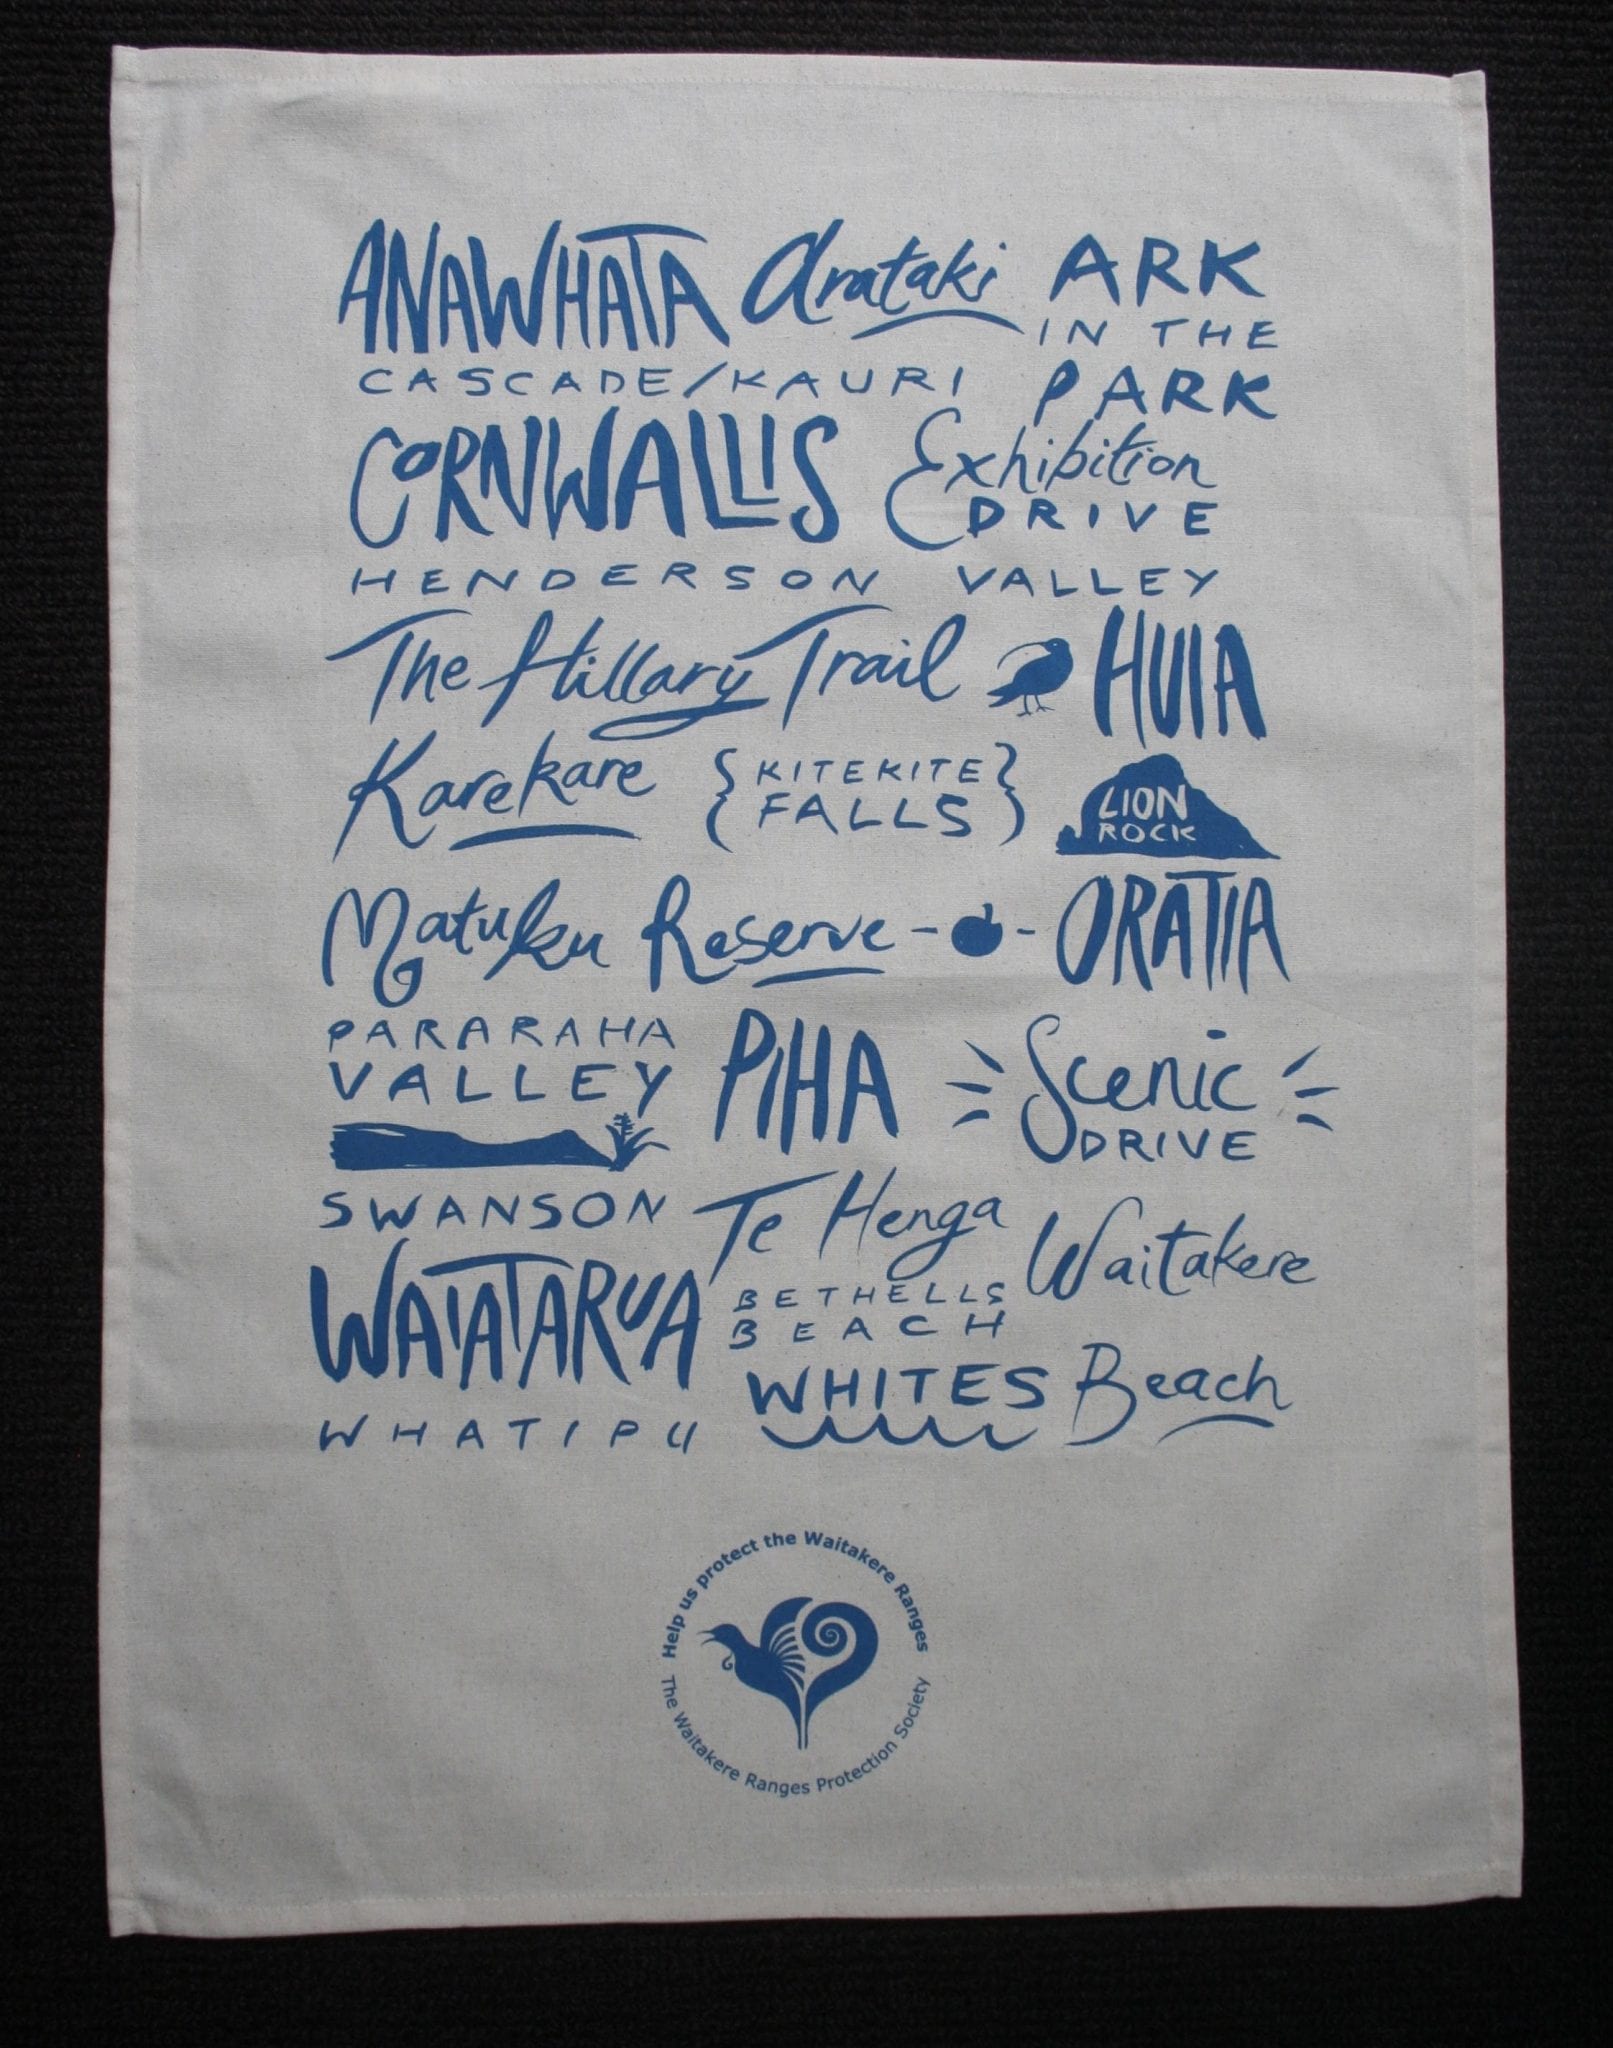 ANAWHATA Arataki ARK
IN THE
CASCADE/KAURI PARK
CORNWALLIS Exhibition
DRIVE
HENDERSON VALLEY
The Hillary Trail HUIA
Karekare {KITEKITE
FALLS} LION
ROCK
Matuku Reserve - - ORATIA
PARARAHA
VALLEY PIHA Scenic
DRIVE
SWANSON Te Henga Waitakere
WAIATARUA BETHELLS
BEACH
WHITES Beach
WHATIPU
Help us protect the Waitakere Ranges
The Waitakere Ranges Protection Society